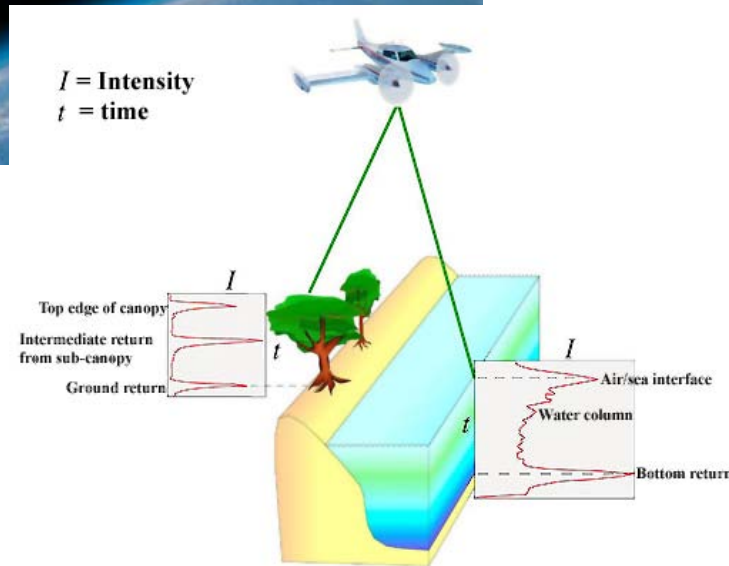 I = Intensity
t = time
I
Top edge of canopy
Intermediate return
from sub-canopy
t
Ground return
I
Air/sea interface
Water column
t
Bottom return